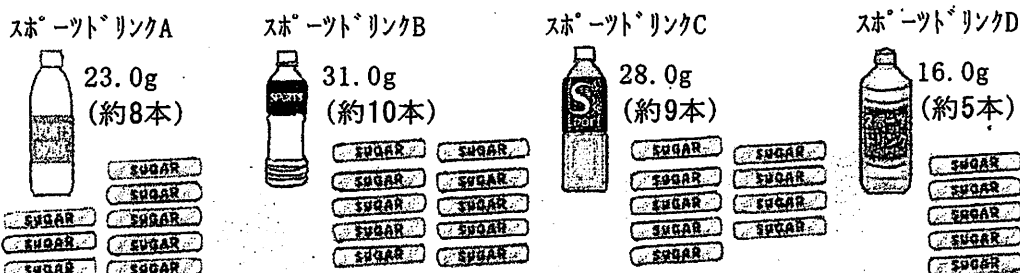 スポーツドリンクA
23.0g
(約8本)
SUGAR
SUGAR
SUGAR
SUGAR
SUGAR
SUGAR
SUGAR
SUGAR
スポーツドリンクB
SPORTS
31.0g
(約10本)
SUGAR
SUGAR
SUGAR
SUGAR
SUGAR
SUGAR
SUGAR
SUGAR
SUGAR
SUGAR
スポーツドリンクC
S
PORT
28.0g
(約9本)
SUGAR
SUGAR
SUGAR
SUGAR
SUGAR
SUGAR
SUGAR
SUGAR
SUGAR
スポーツドリンクD
16.0g
(約5本)
SUGAR
SUGAR
SUGAR
SUGAR
SUGAR